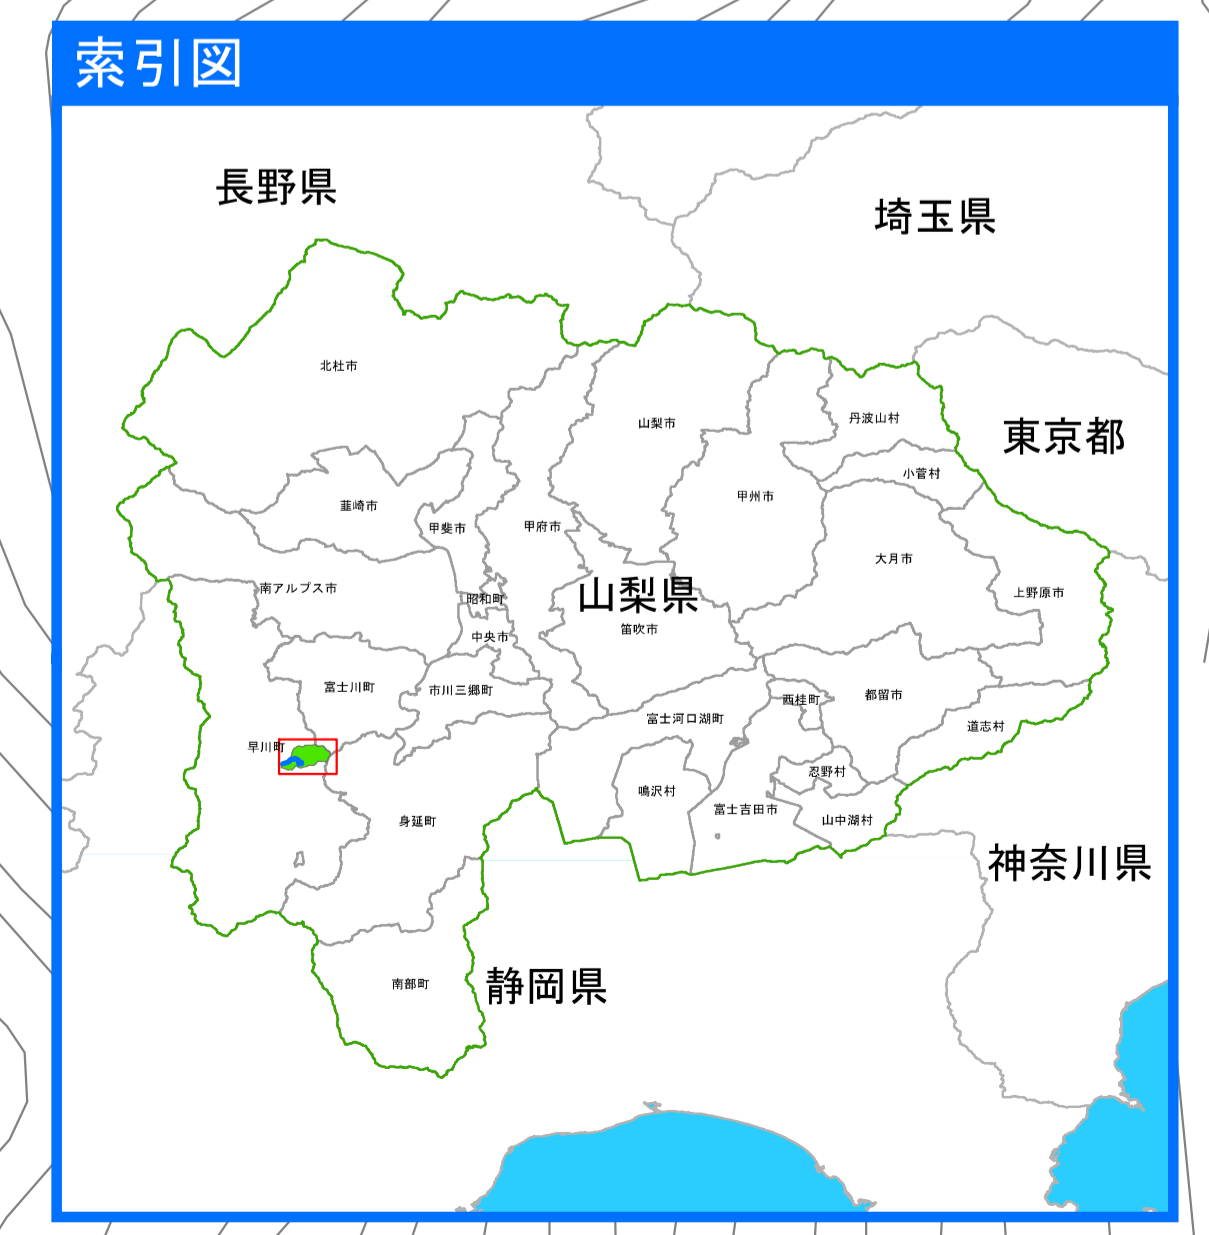 索引図
長野県
埼玉県
北杜市
山梨市
丹波山村
東京都
小菅村
韮崎市
甲州市
甲斐市
甲府市
大月市
南アルプス市
上野原市
昭和町
山梨県
笛吹市
中央市
富士川町
市川三郷町
西桂町
都留市
富士河口湖町
道志村
早川町
忍野村
鳴沢村
富士吉田市
身延町
山中湖村
神奈川県
南部町
静岡県